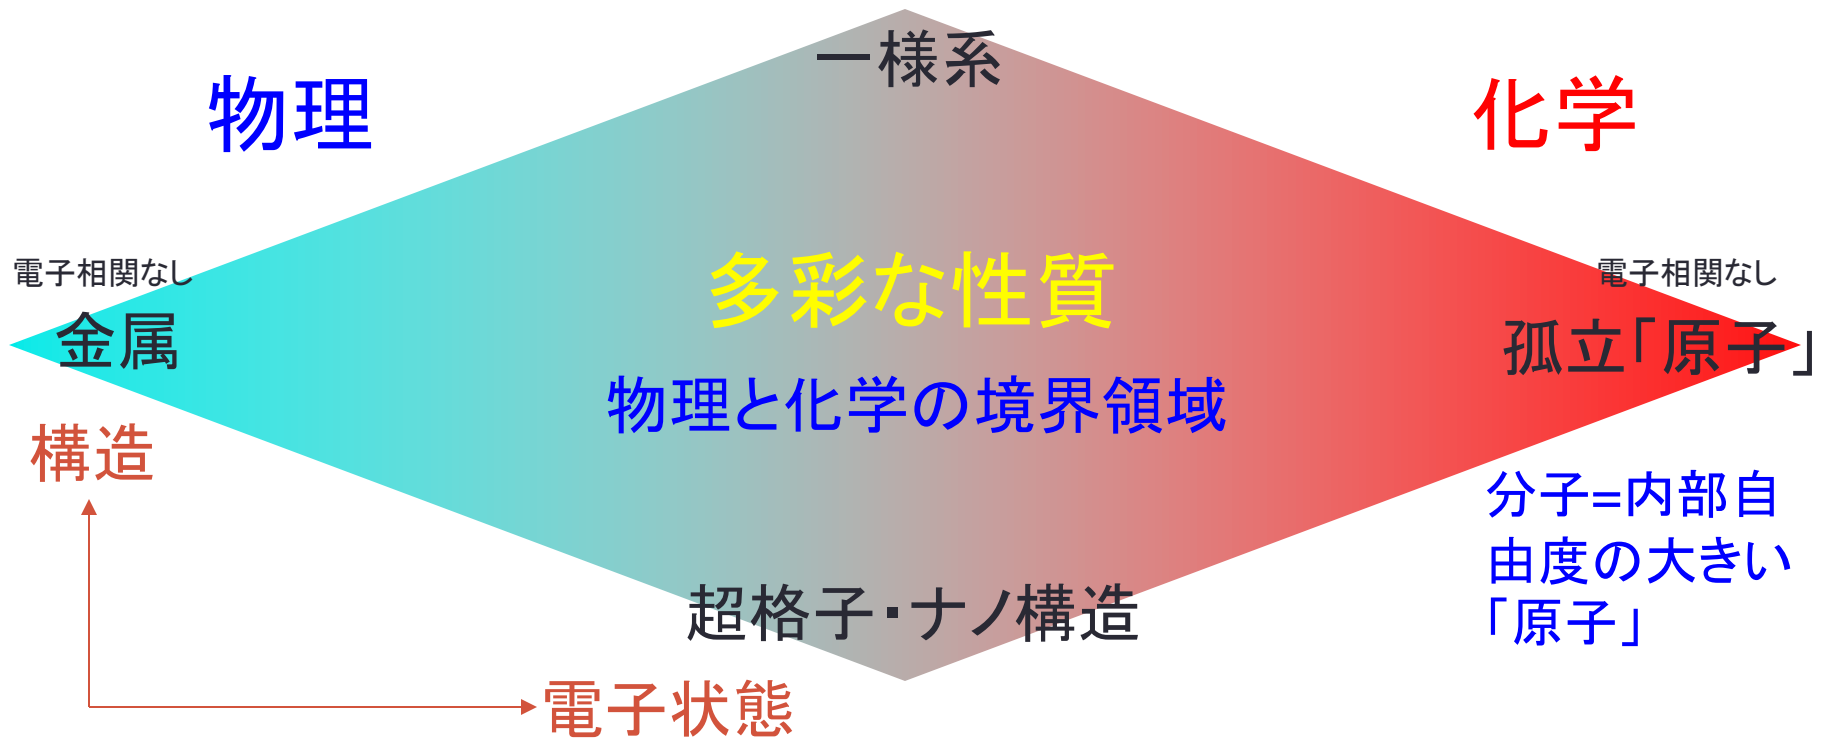 一様系
物理
化学
電子相関なし
金属
多彩な性質
物理と化学の境界領域
電子相関なし
孤立「原子」
構造
分子=内部自
由度の大きい
「原子」
超格子・ナノ構造
電子状態